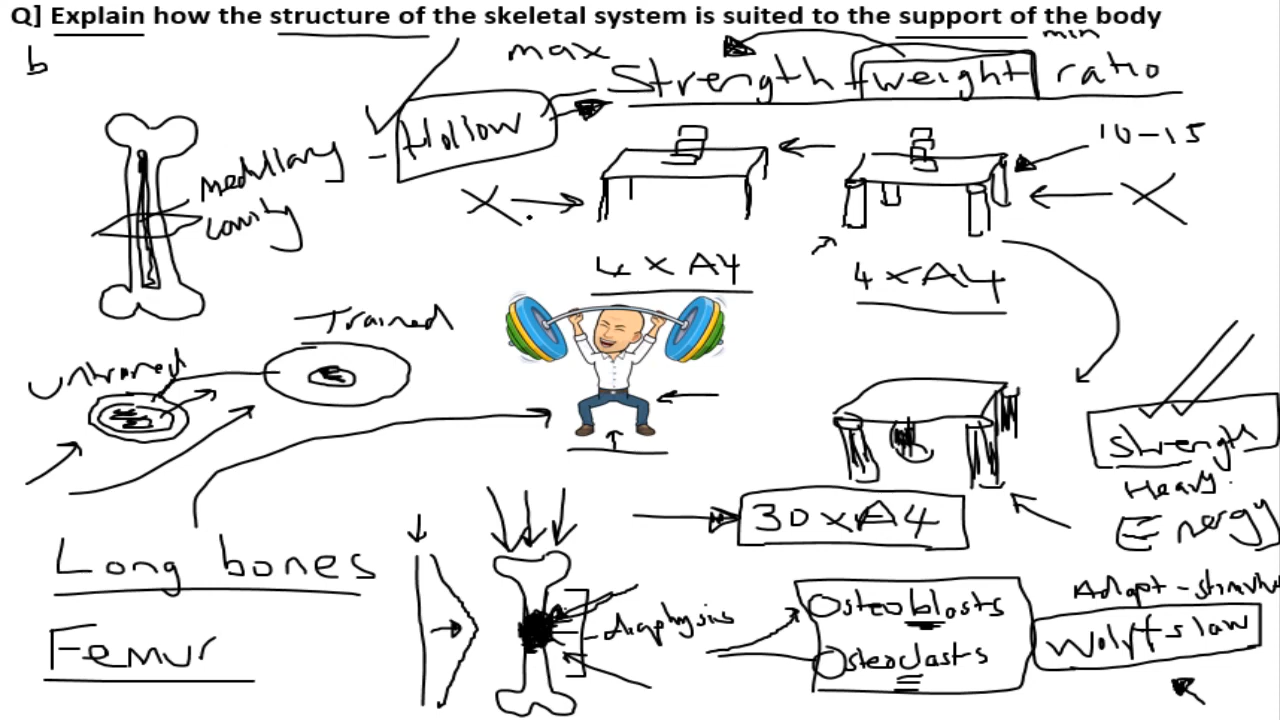 Q] Explain how the structure of the skeletal system is suited to the support of the body
b
max
min
Strength + weight ratio
- Hollow
10-15
Medullary
cavity
X
X
4 x A4
4 x A4
Trained
Untrained
Strength
Heavy.
Energy
30 x A4
Long bones
Femur
- diaphysis
Osteoblasts
Osteoclasts
Adapt - stimulu
Wolff's law